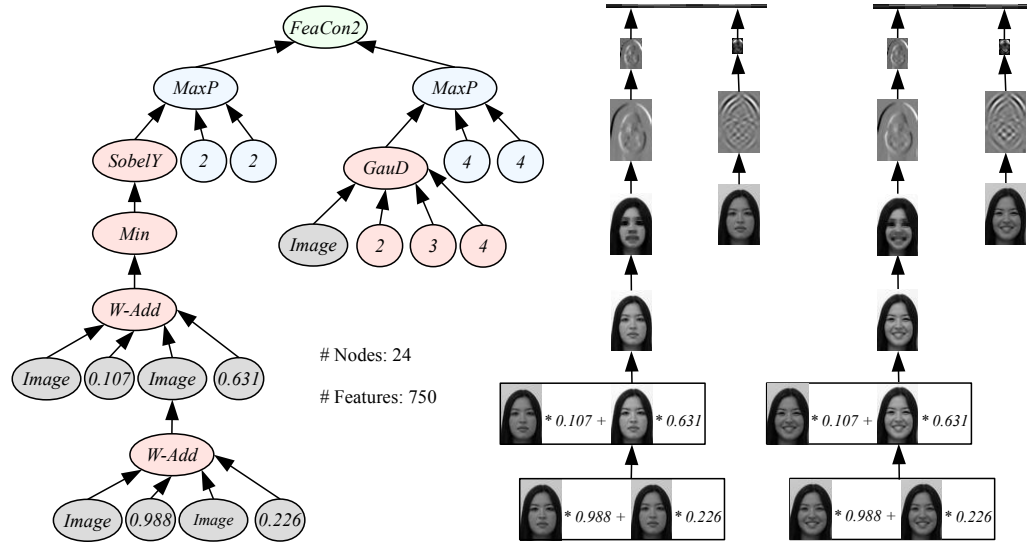 FeaCon2
MaxP
MaxP
SobelY
2
2
GauD
4
4
Min
Image
2
3
4
W-Add
Image
0.107
Image
0.631
# Nodes: 24
# Features: 750
W-Add
Image
0.988
Image
0.226
* 0.107 + * 0.631
* 0.107 + * 0.631
* 0.988 + * 0.226
* 0.988 + * 0.226